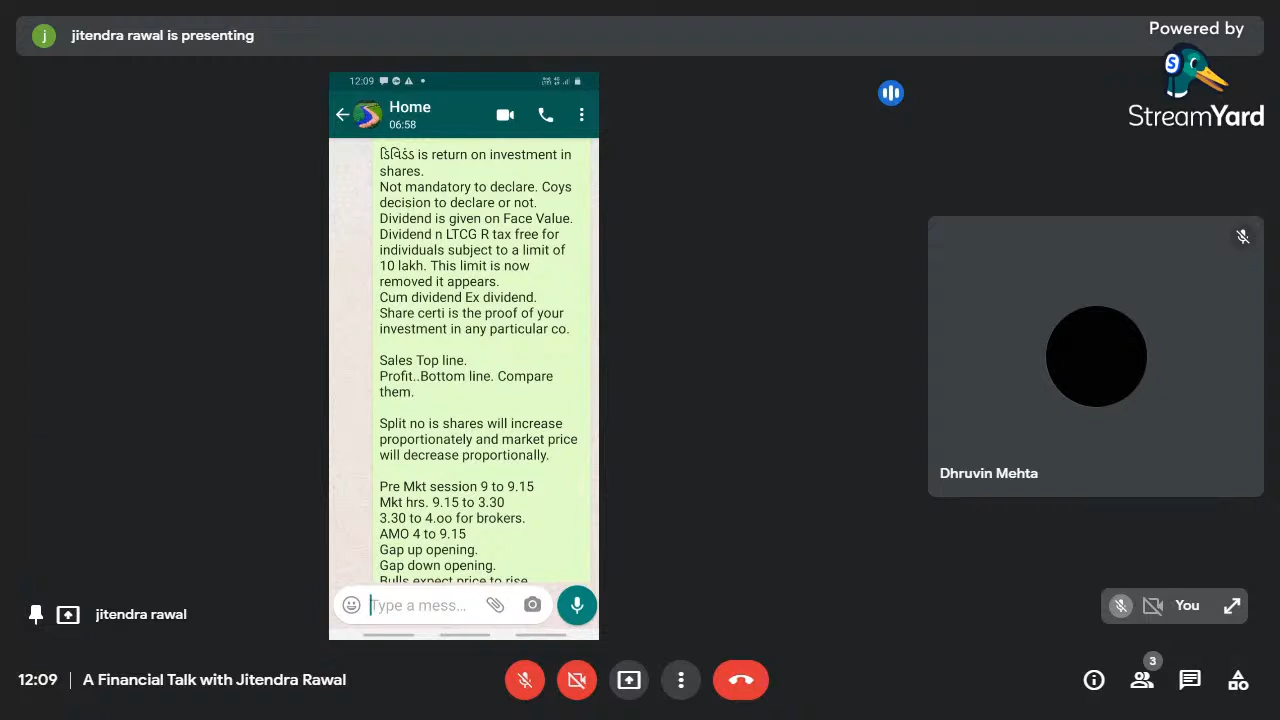 j jitendra rawal is presenting
Powered by
StreamYard
12:09
Home
06:58
ડિવિડંડ is return on investment in
shares.
Not mandatory to declare. Coys
decision to declare or not.
Dividend is given on Face Value.
Dividend n LTCG R tax free for
individuals subject to a limit of
10 lakh. This limit is now
removed it appears.
Cum dividend Ex dividend.
Share certi is the proof of your
investment in any particular co.
Sales Top line.
Profit..Bottom line. Compare
them.
Split no is shares will increase
proportionately and market price
will decrease proportionally.
Pre Mkt session 9 to 9.15
Mkt hrs. 9.15 to 3.30
3.30 to 4.oo for brokers.
AMO 4 to 9.15
Gap up opening.
Gap down opening.
Bulls expect price to rise
Type a mess...
Dhruvin Mehta
jitendra rawal
You
12:09 | A Financial Talk with Jitendra Rawal
3